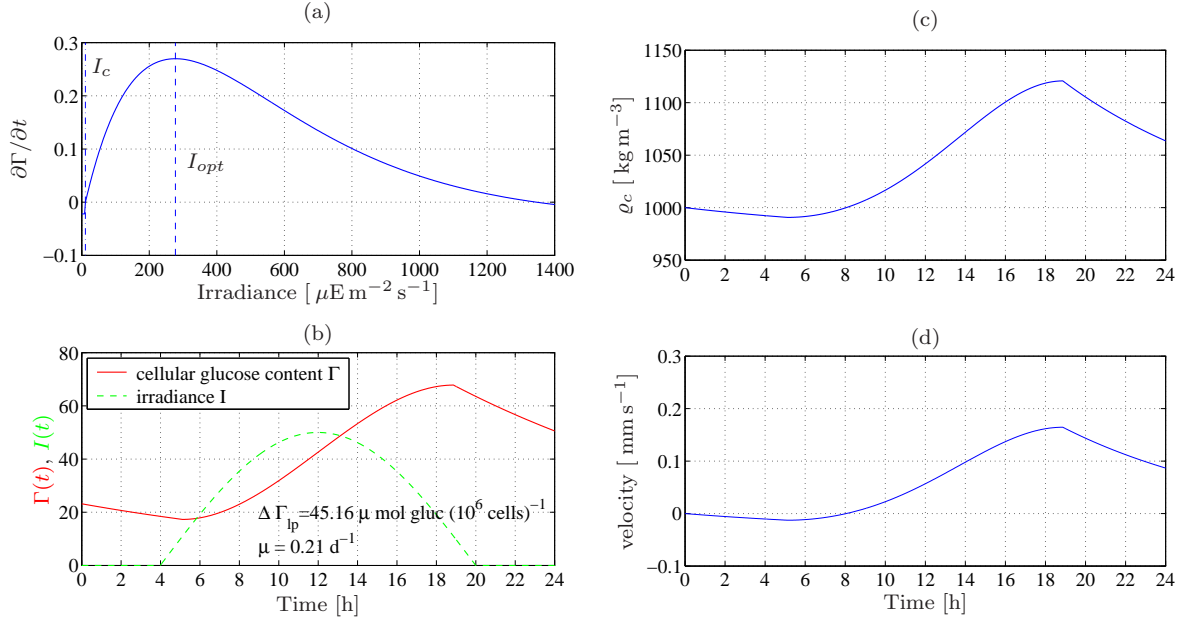 (a)
0.3
0.2
0.1
0
−0.1
∂Γ/∂t
I_c
I_opt
0 200 400 600 800 1000 1200 1400
Irradiance [ μE m⁻² s⁻¹]
(b)
80
60
40
20
0
Γ(t), I(t)
cellular glucose content Γ
irradiance I
Δ Γ_lp=45.16 μ mol gluc (10⁶ cells)⁻¹
μ = 0.21 d⁻¹
0 2 4 6 8 10 12 14 16 18 20 22 24
Time [h]
(c)
1150
1100
1050
1000
950
ϱ_c [ kg m⁻³]
0 2 4 6 8 10 12 14 16 18 20 22 24
(d)
0.3
0.2
0.1
0
−0.1
velocity [ mm s⁻¹]
0 2 4 6 8 10 12 14 16 18 20 22 24
Time [h]